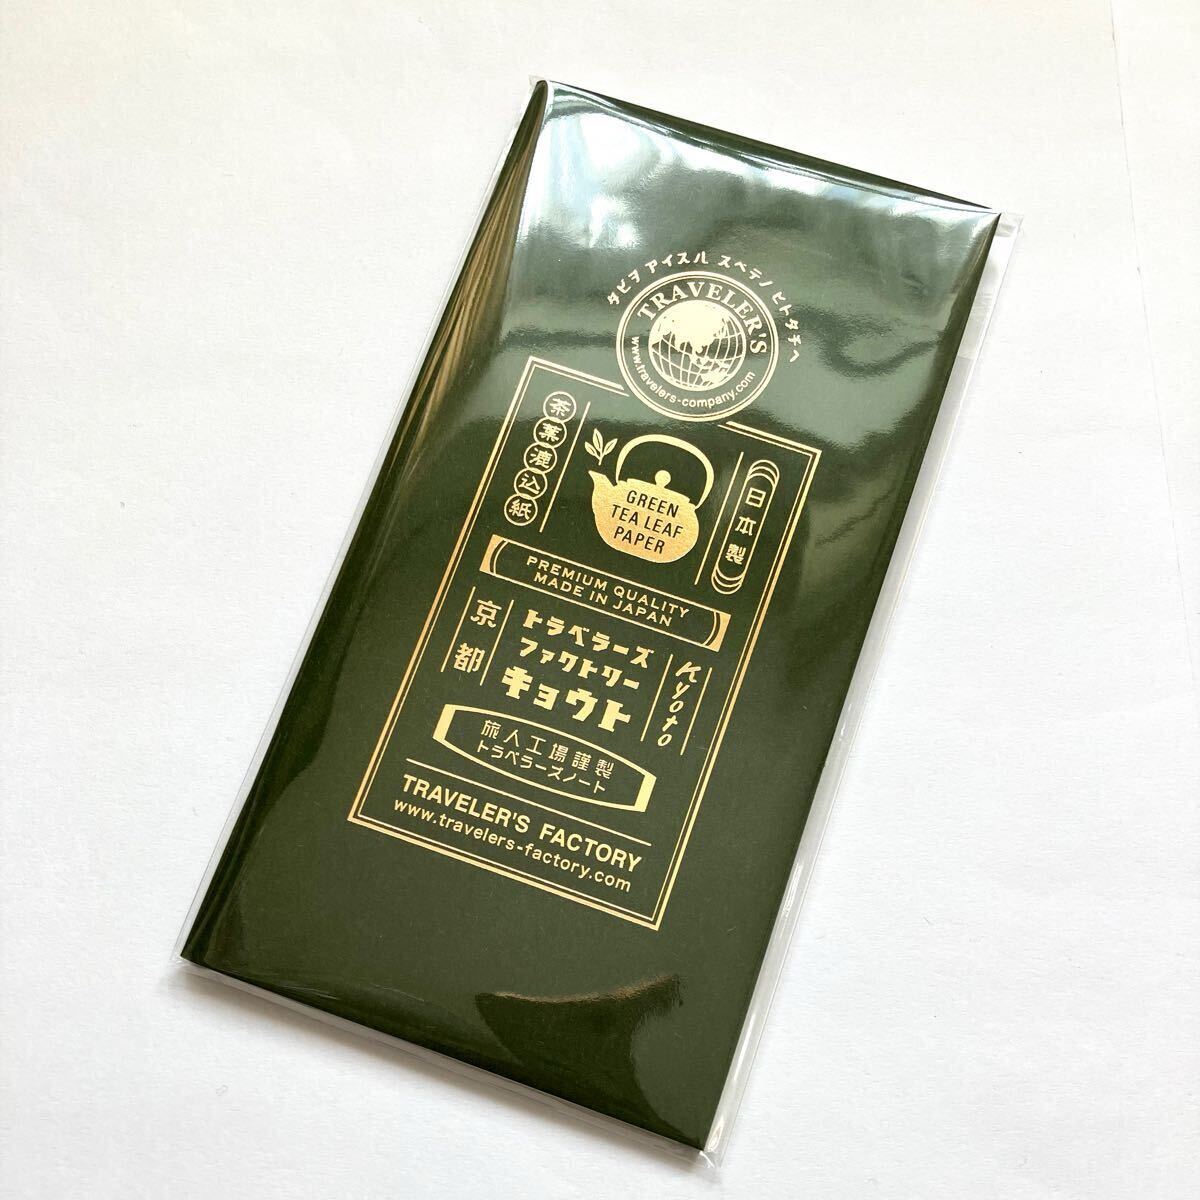 タビヲ アイスル スベテノ ヒトタチヘ
TRAVELER'S
www.travelers-company.com
茶葉漉込紙
GREEN
TEA LEAF
PAPER
日本製
PREMIUM QUALITY
MADE IN JAPAN
京都
トラベラーズ
ファクトリー
キョウト
Kyoto
旅人工場謹製
トラベラーズノート
TRAVELER'S FACTORY
www.travelers-factory.com